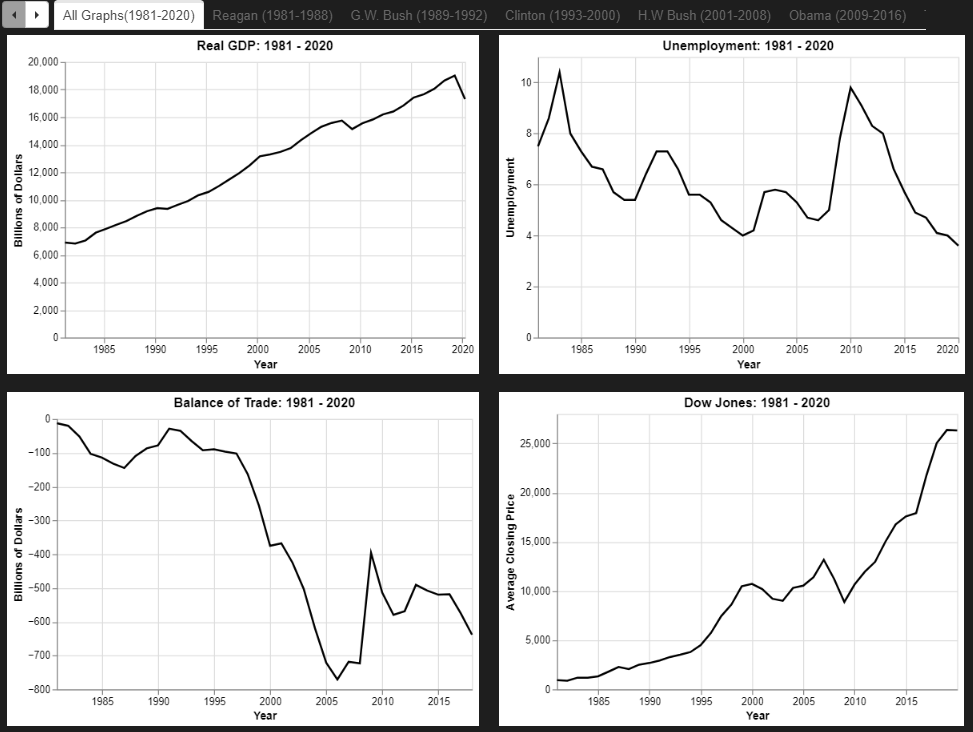 All Graphs(1981-2020) Reagan (1981-1988) G.W. Bush (1989-1992) Clinton (1993-2000) H.W Bush (2001-2008) Obama (2009-2016)
Real GDP: 1981 - 2020
20,000
18,000
16,000
14,000
12,000
10,000
8,000
6,000
4,000
2,000
0
Billions of Dollars
1985 1990 1995 2000 2005 2010 2015 2020
Year
Unemployment: 1981 - 2020
10
8
6
4
2
0
Unemployment
1985 1990 1995 2000 2005 2010 2015 2020
Year
Balance of Trade: 1981 - 2020
0
−100
−200
−300
−400
−500
−600
−700
−800
Billions of Dollars
1985 1990 1995 2000 2005 2010 2015
Year
Dow Jones: 1981 - 2020
25,000
20,000
15,000
10,000
5,000
0
Average Closing Price
1985 1990 1995 2000 2005 2010 2015
Year